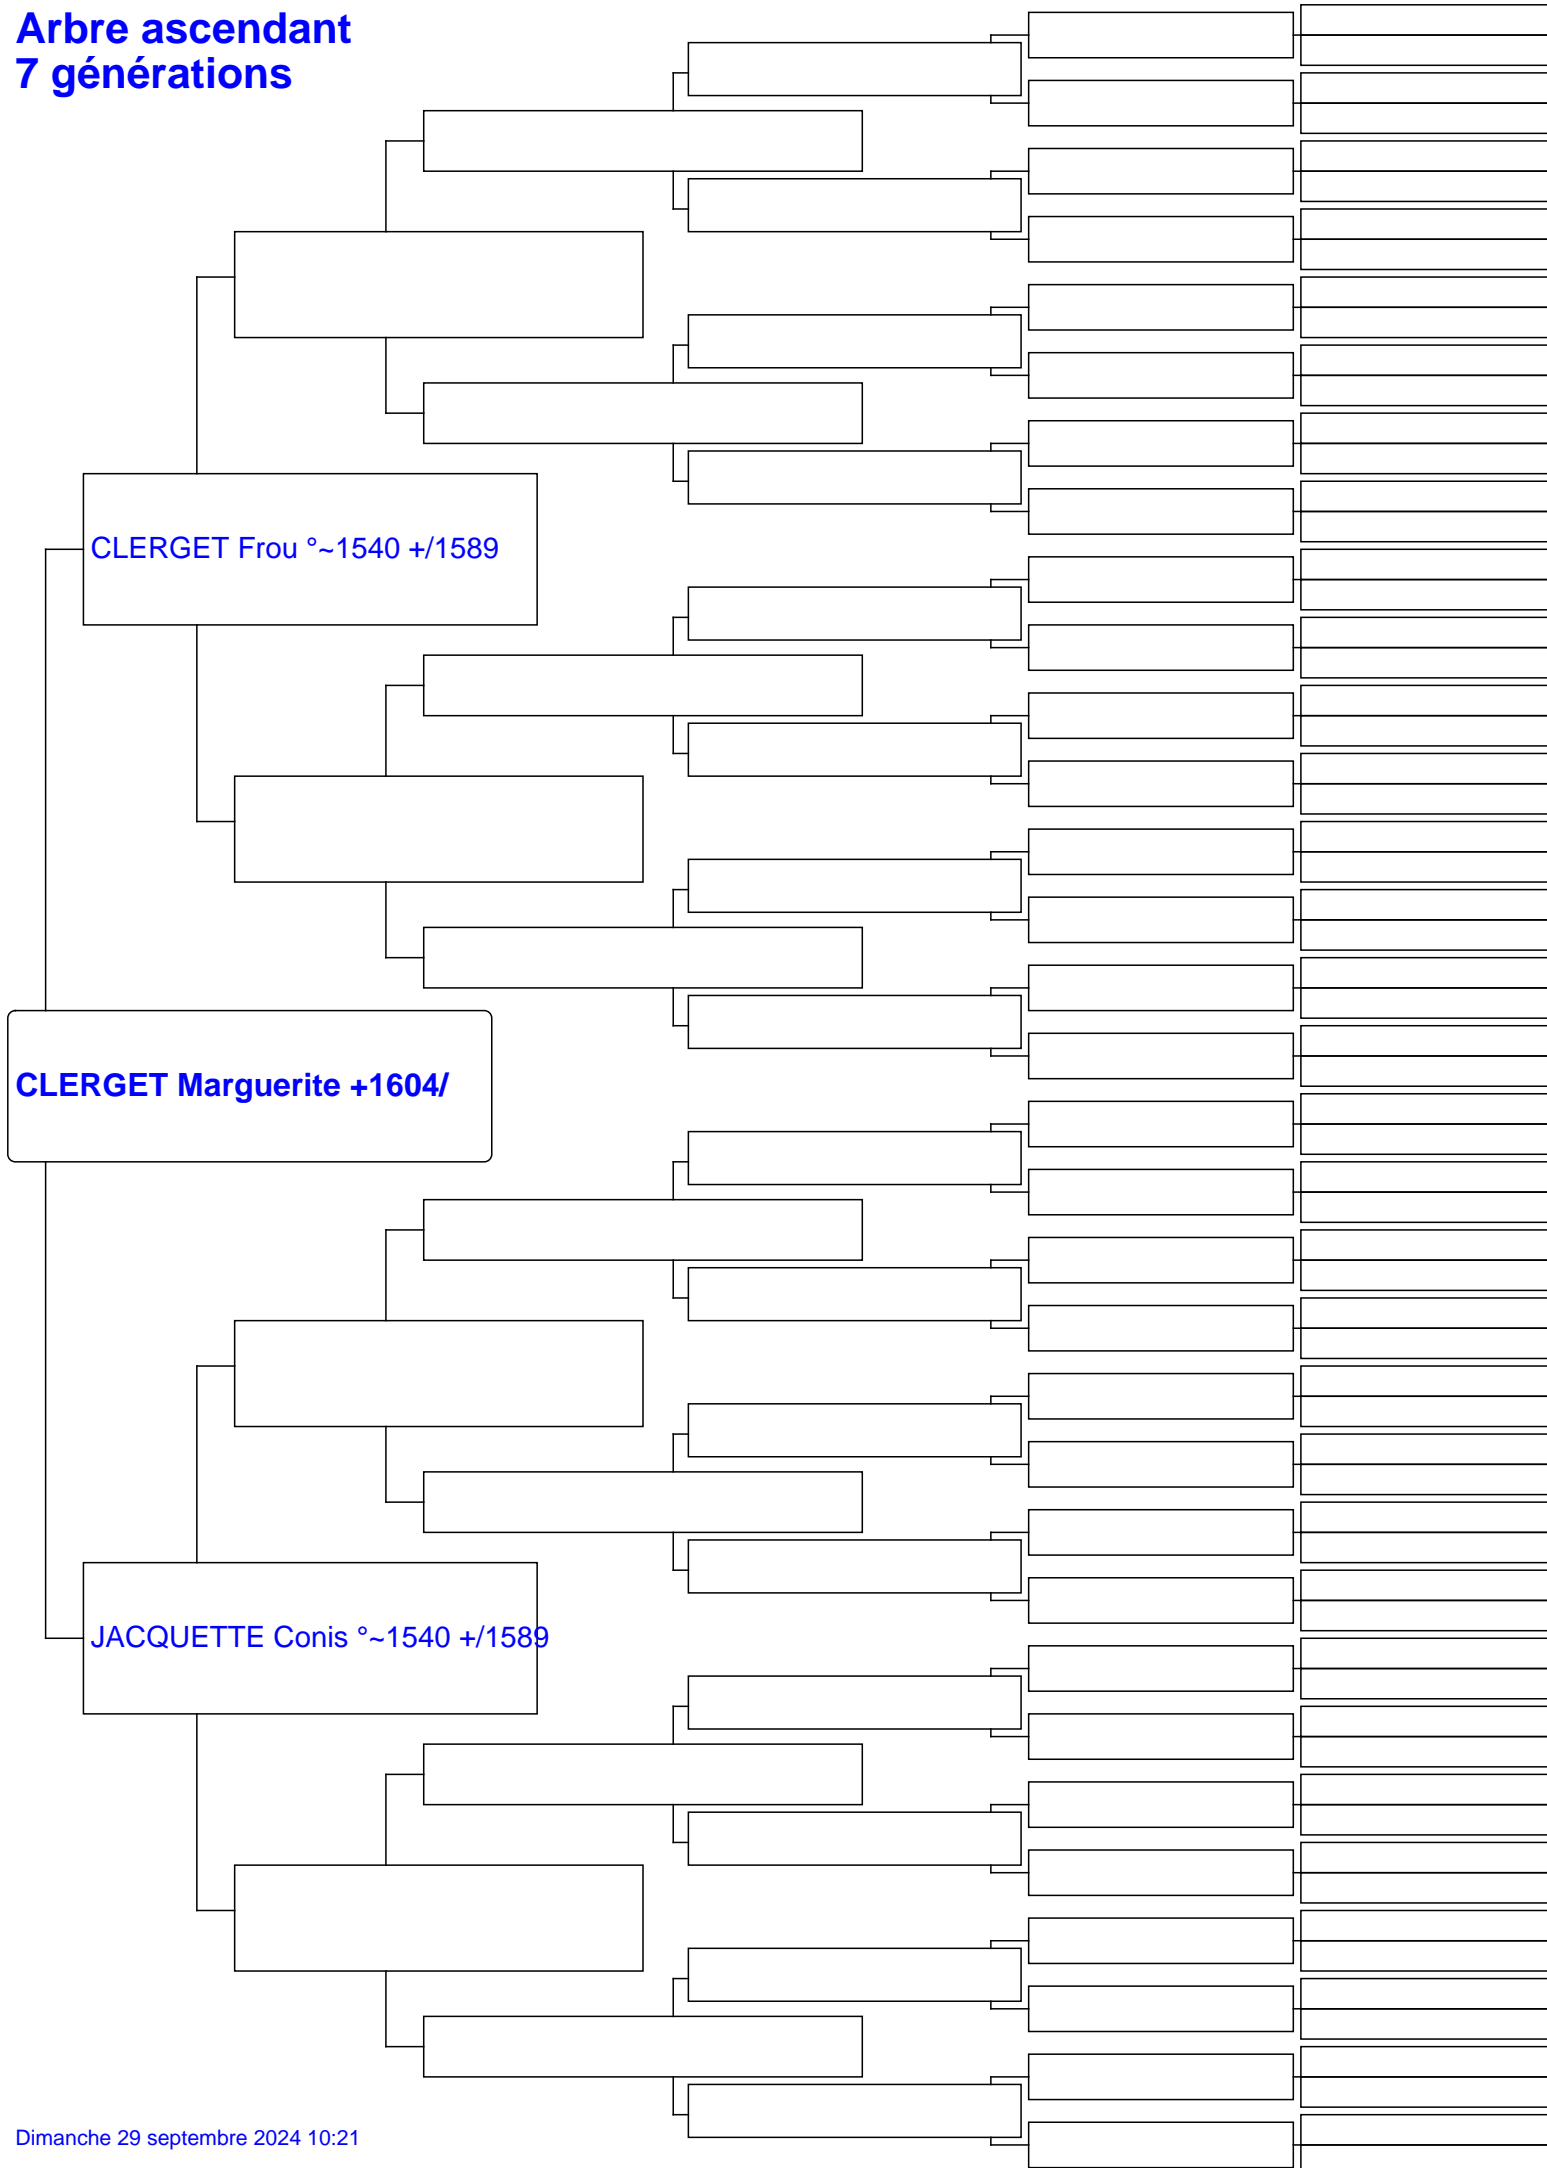 Arbre ascendant
7 générations
CLERGET Frou °~1540 +/1589
CLERGET Marguerite +1604/
JACQUETTE Conis °~1540 +/1589
Dimanche 29 septembre 2024 10:21